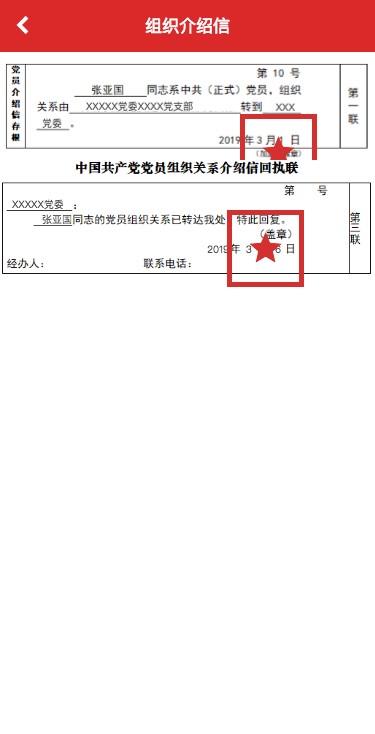 组织介绍信
党员介绍信存根
第 10 号
张亚国 同志系中共（正式）党员，组织
关系由 XXXXX党委XXXX党支部 转到 XXX
党委 。
2019 年 3 月 日
第一联
中国共产党党员组织关系介绍信回执联
第 号
XXXXX党委 ：
张亚国同志的党员组织关系已转达我处，特此回复。
（盖章）
2019年 3 6 日
经办人： 联系电话：
第三联